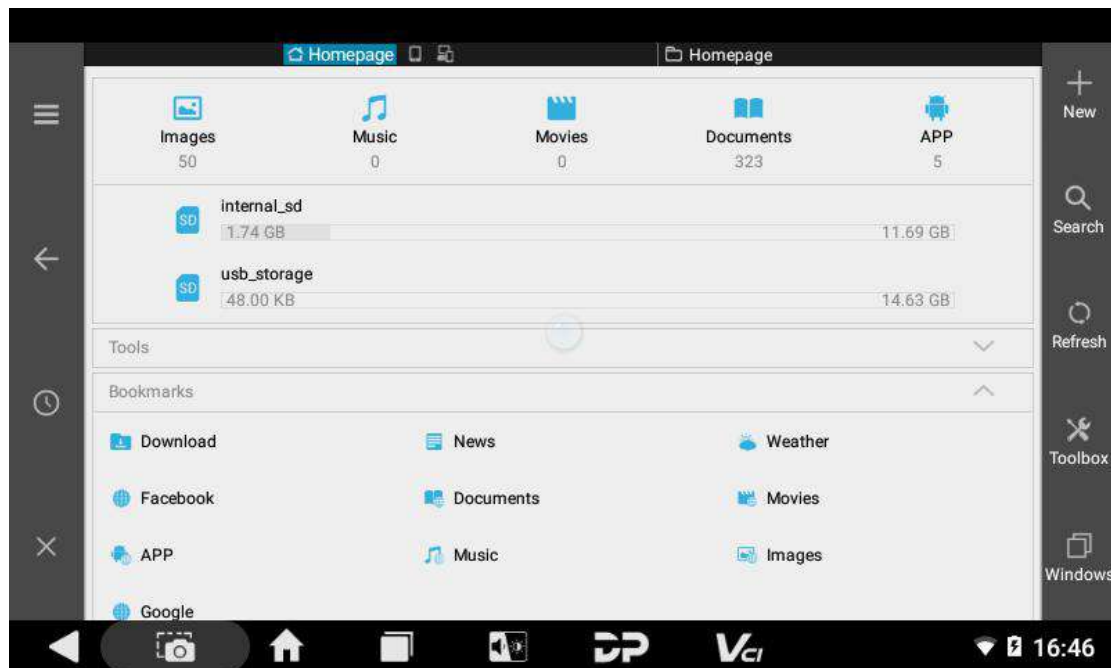 Homepage
Homepage
New
Images
Music
Movies
Documents
APP
50
0
0
323
5
SD
internal_sd
1.74 GB
11.69 GB
Search
SD
usb_storage
48.00 KB
14.63 GB
Tools
Refresh
Bookmarks
Download
News
Weather
Toolbox
Facebook
Documents
Movies
APP
Music
Images
Windows
Google
DP
VCI
16:46